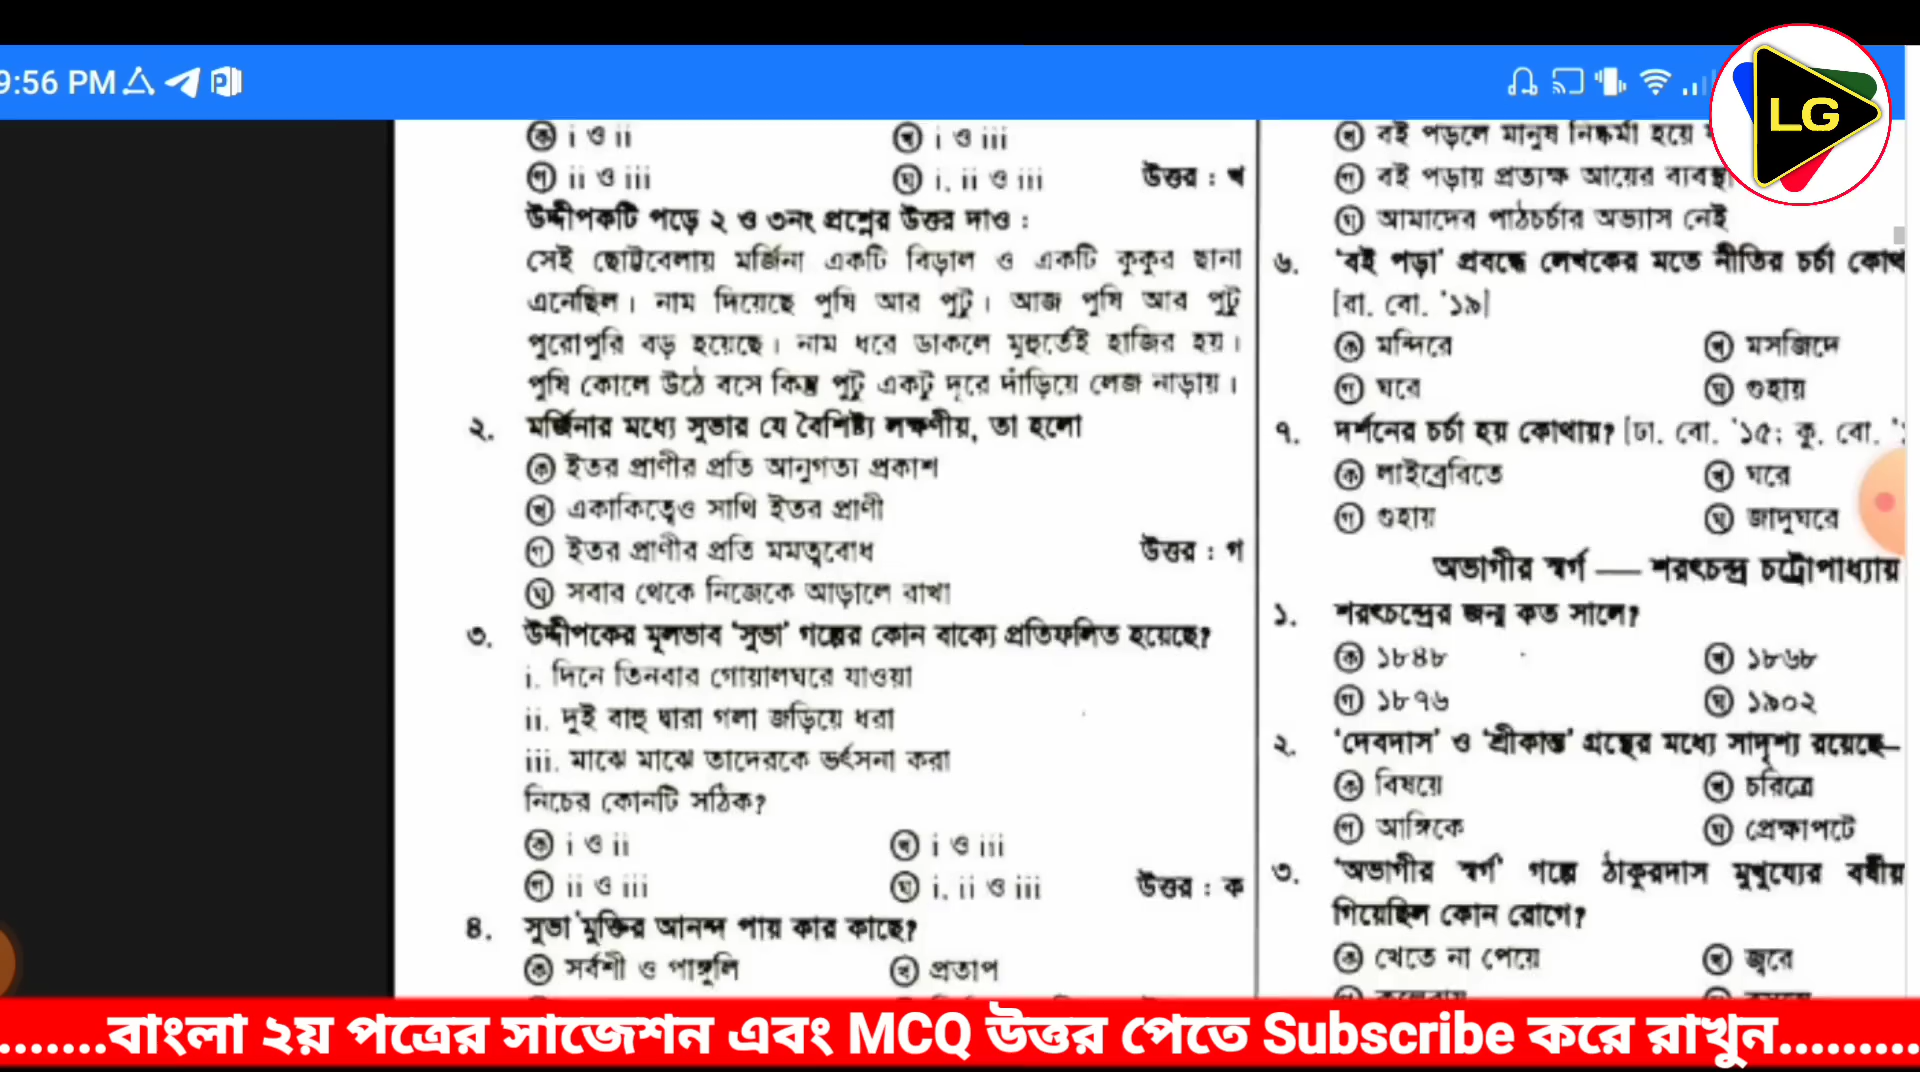 9:56 PM
LG
ক i ও ii
খ i ও iii
গ ii ও iii
ঘ i, ii ও iii
উত্তর : খ
উদ্দীপকটি পড়ে ২ ও ৩নং প্রশ্নের উত্তর দাও :
সেই ছোট্টবেলায় মর্জিনা একটি বিড়াল ও একটি কুকুর ছানা
এনেছিল। নাম দিয়েছে পুষি আর পুটু। আজ পুষি আর পুটু
পুরোপুরি বড় হয়েছে। নাম ধরে ডাকলে মুহূর্তেই হাজির হয়।
পুষি কোলে উঠে বসে কিন্তু পুটু একটু দূরে দাঁড়িয়ে লেজ নাড়ায়।
২. মর্জিনার মধ্যে সুভার যে বৈশিষ্ট্য লক্ষণীয়, তা হলো
ক ইতর প্রাণীর প্রতি আনুগত্য প্রকাশ
খ একাকিত্বেও সাথি ইতর প্রাণী
গ ইতর প্রাণীর প্রতি মমত্ববোধ
উত্তর : গ
ঘ সবার থেকে নিজেকে আড়ালে রাখা
৩. উদ্দীপকের মূলভাব ‘সুভা’ গল্পের কোন বাক্যে প্রতিফলিত হয়েছে?
i. দিনে তিনবার গোয়ালঘরে যাওয়া
ii. দুই বাহু দ্বারা গলা জড়িয়ে ধরা
iii. মাঝে মাঝে তাদেরকে ভর্ৎসনা করা
নিচের কোনটি সঠিক?
ক i ও ii
খ i ও iii
গ ii ও iii
ঘ i, ii ও iii
উত্তর : ক
৪. সুভা মুক্তির আনন্দ পায় কার কাছে?
ক সর্বশী ও পাঙ্গুলি
খ প্রতাপ
খ বই পড়লে মানুষ নিষ্কর্মা হয়ে
গ বই পড়ায় প্রত্যক্ষ আয়ের ব্যবস্থা
ঘ আমাদের পাঠচর্চার অভ্যাস নেই
৬. ‘বই পড়া’ প্রবন্ধে লেখকের মতে নীতির চর্চা কোথ
[রা. বো. ’১৯]
ক মন্দিরে
খ মসজিদে
গ ঘরে
ঘ গুহায়
৭. দর্শনের চর্চা হয় কোথায়? [ঢা. বো. ’১৫; কু. বো. ’
ক লাইব্রেরিতে
খ ঘরে
গ গুহায়
ঘ জাদুঘরে
অভাগীর স্বর্গ — শরৎচন্দ্র চট্টোপাধ্যায়
১. শরৎচন্দ্রের জন্ম কত সালে?
ক ১৮৪৮
খ ১৮৬৮
গ ১৮৭৬
ঘ ১৯০২
২. ‘দেবদাস’ ও ‘শ্রীকান্ত’ গ্রন্থের মধ্যে সাদৃশ্য রয়েছে—
ক বিষয়ে
খ চরিত্রে
গ আঙ্গিকে
ঘ প্রেক্ষাপটে
৩. ‘অভাগীর স্বর্গ’ গল্পে ঠাকুরদাস মুখুয্যের বর্ষীয়
গিয়েছিল কোন রোগে?
ক খেতে না পেয়ে
খ জ্বরে
.......বাংলা ২য় পত্রের সাজেশন এবং MCQ উত্তর পেতে Subscribe করে রাখুন.........